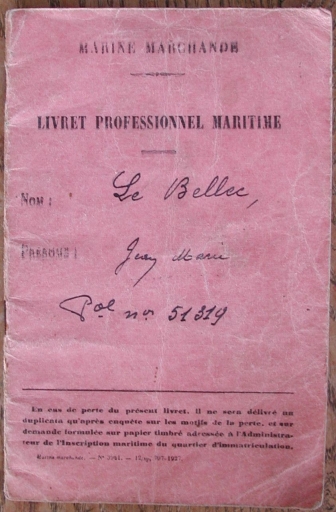 MARINE MARCHANDE
LIVRET PROFESSIONNEL MARITIME
NOM : Le Bellec,
PRÉNOMS : Jean Marie
Pol no 51319
En cas de perte du présent livret, il ne sera délivré un
duplicata qu'après enquête sur les motifs de la perte, et sur
demande formulée sur papier timbré adressée à l'Administra-
teur de l'Inscription maritime du quartier d'immatriculation.